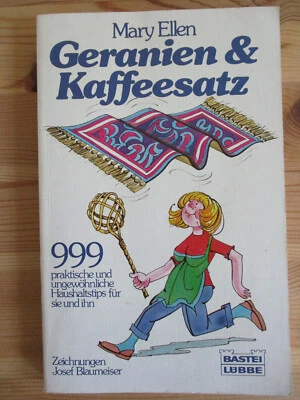 Mary Ellen
Geranien &
Kaffeesatz
999
praktische und
ungewöhnliche
Haushaltstips für
sie und ihn
Zeichnungen
Josef Blaumeiser
BASTEI
LÜBBE